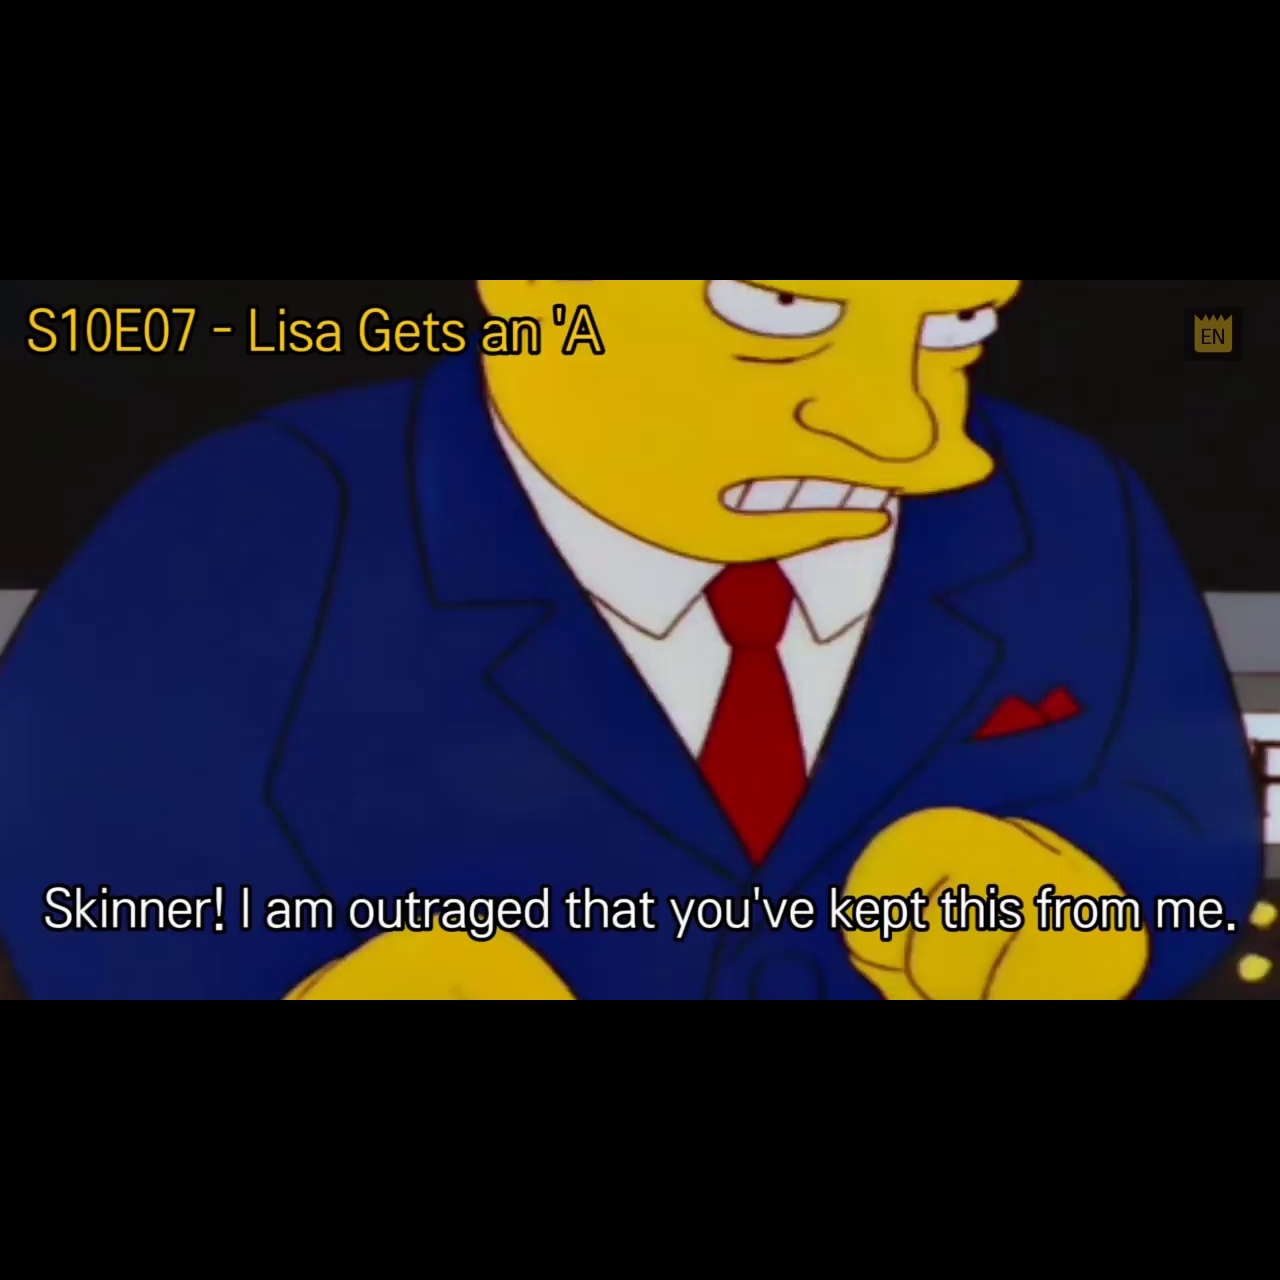 S10E07 - Lisa Gets an 'A
EN
Skinner! I am outraged that you've kept this from me.